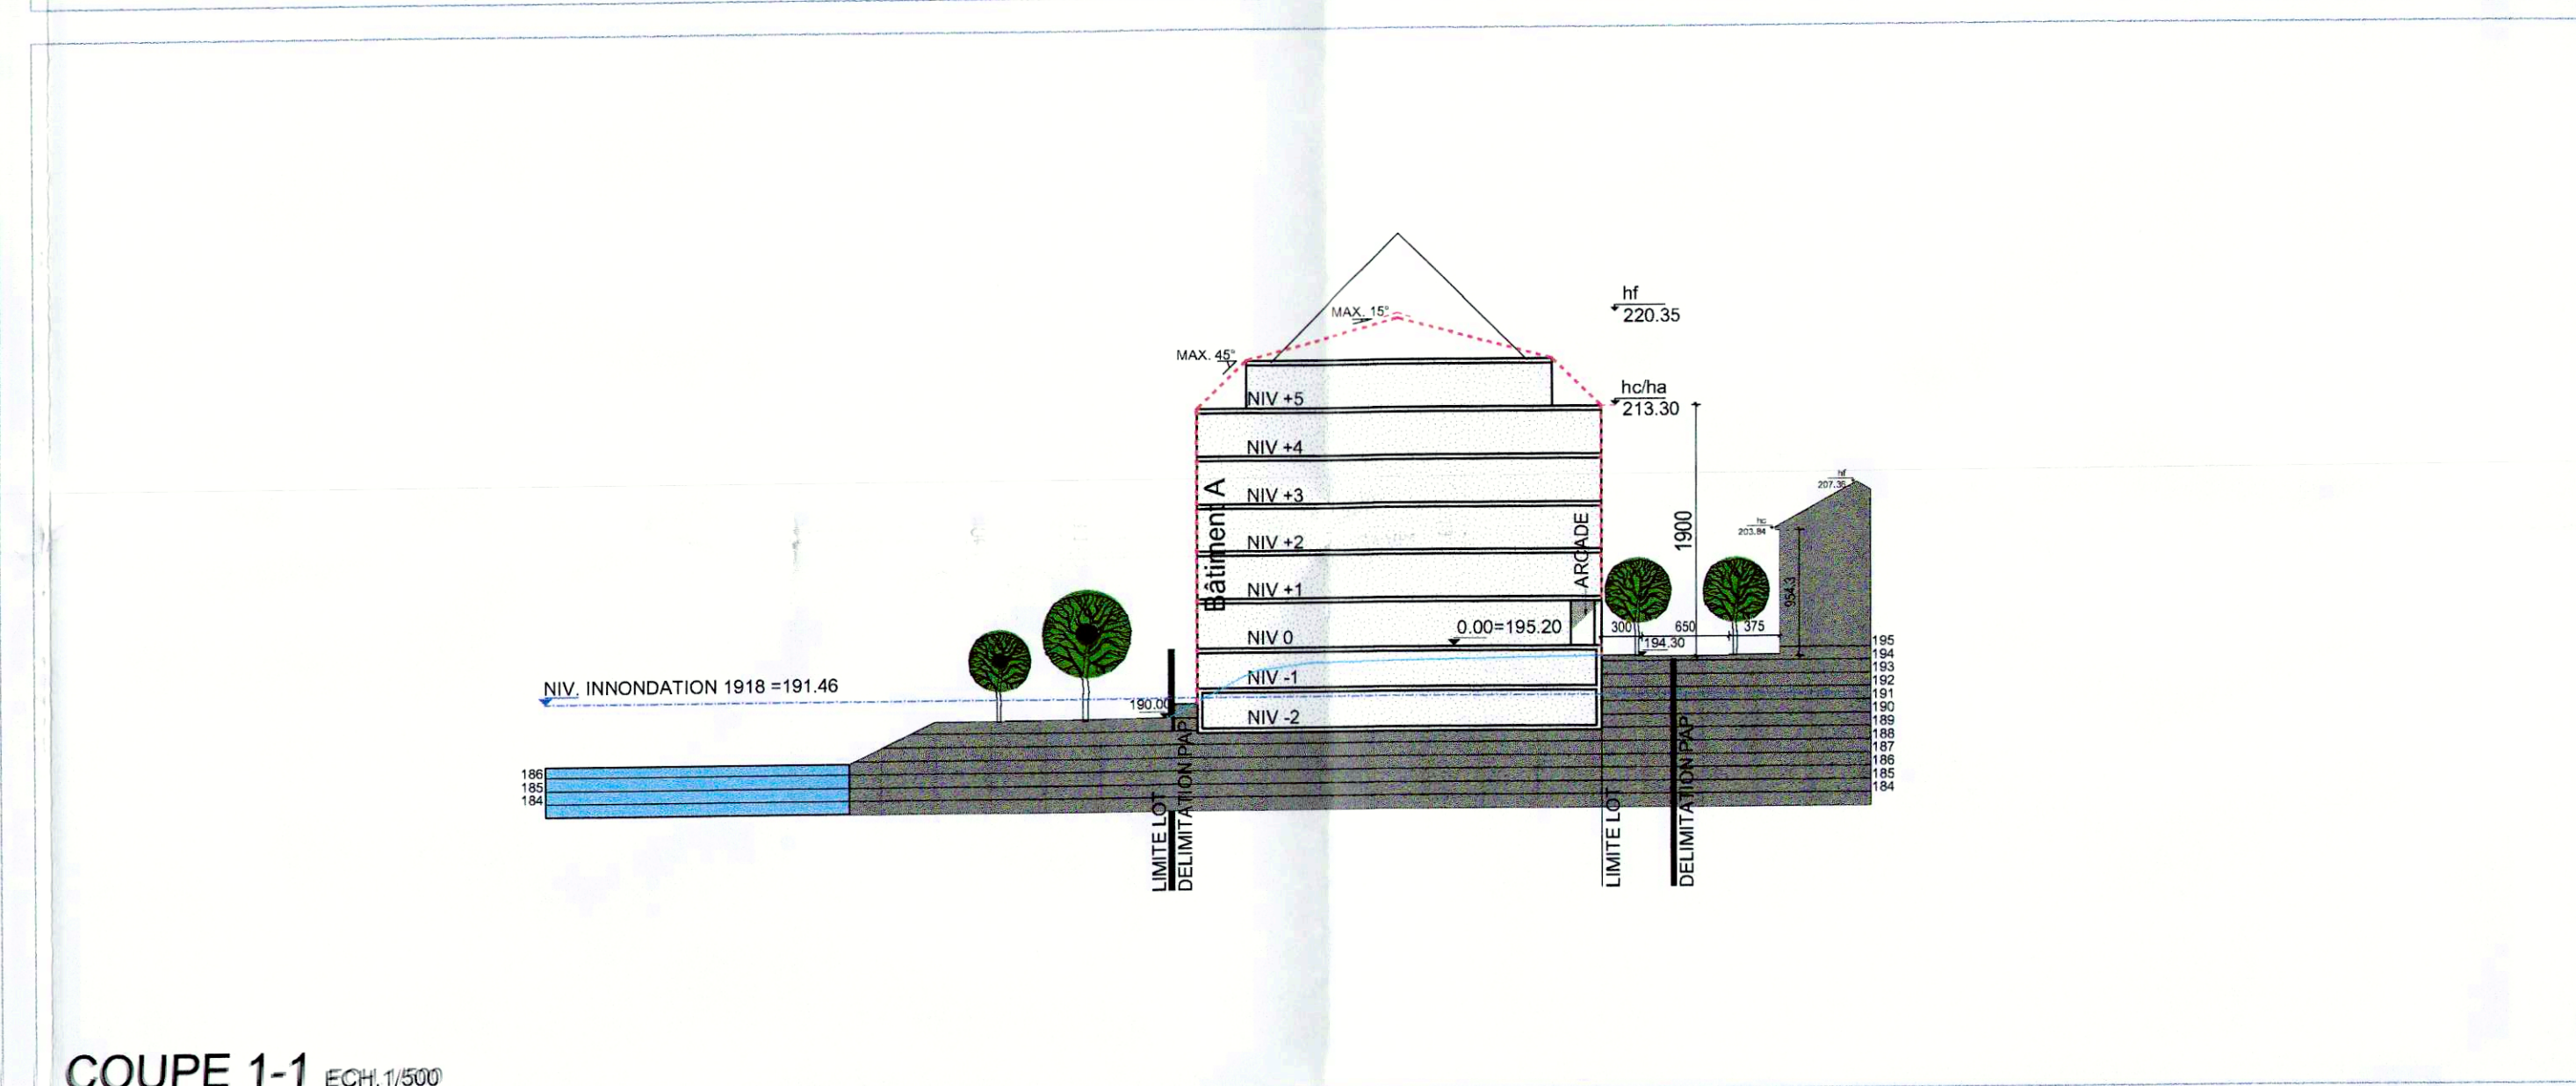 hf
220.35
MAX. 15°
MAX. 45°
hc/ha
213.30
NIV +5
NIV +4
NIV +3
NIV +2
NIV +1
NIV 0
NIV -1
NIV -2
Bâtiment A
ARCADE
0.00=195.20
1900
hf
207.36
hc
203.84
954.3
300
650
375
194.30
NIV. INNONDATION 1918 =191.46
190.00
195
194
193
192
191
190
189
188
187
186
185
184
186
185
184
LIMITE LOT
DELIMITATION PAP
LIMITE LOT
DELIMITATION PAP
COUPE 1-1 ECH.1/500